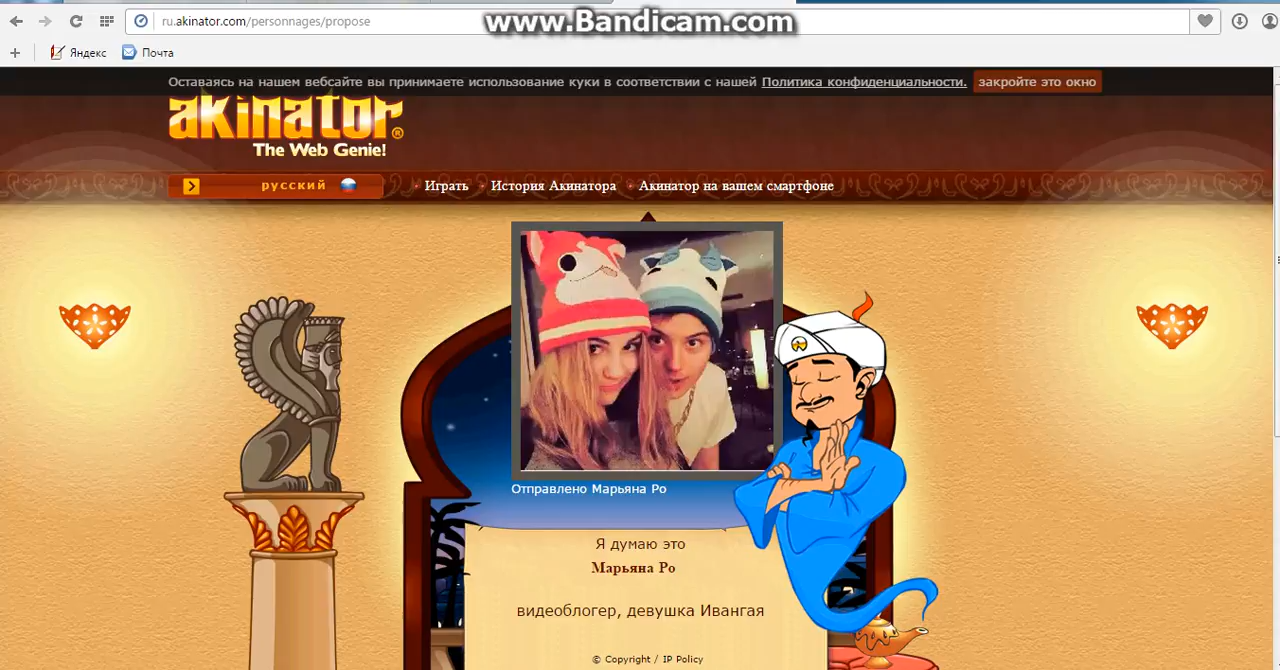 www.Bandicam.com
ru.akinator.com/personnages/propose
Яндекс
Почта
Оставаясь на нашем вебсайте вы принимаете использование куки в соответствии с нашей Политика конфиденциальности. закройте это окно
akinator®
The Web Genie!
русский
Играть
История Акинатора
Акинатор на вашем смартфоне
Отправлено Марьяна Ро
Я думаю это
Марьяна Ро
видеоблогер, девушка Ивангая
© Copyright / IP Policy